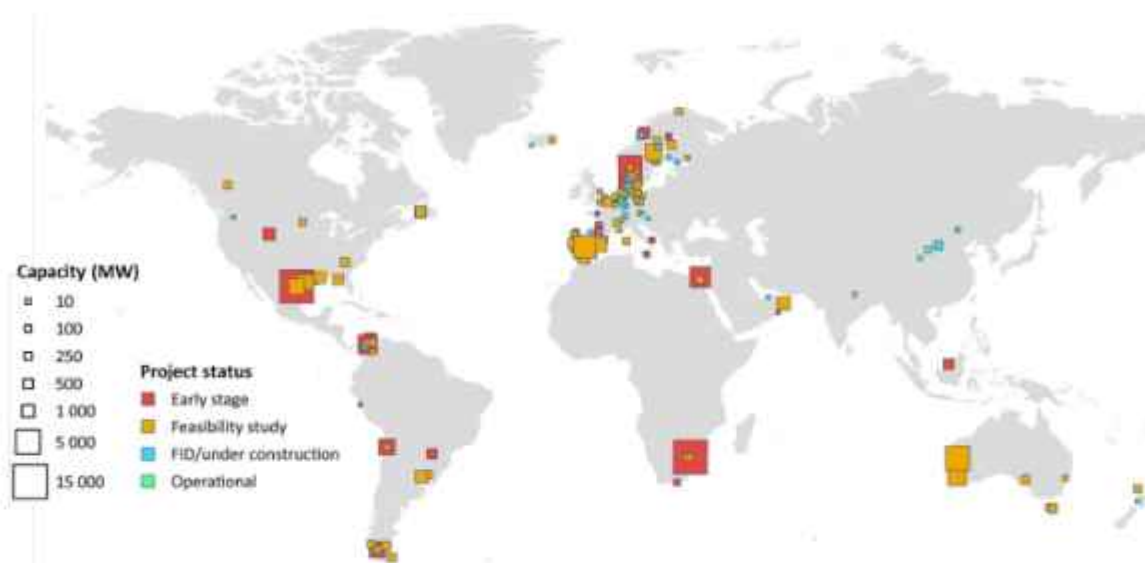 Capacity (MW)
10
100
250
500
1 000
5 000
15 000
Project status
Early stage
Feasibility study
FID/under construction
Operational